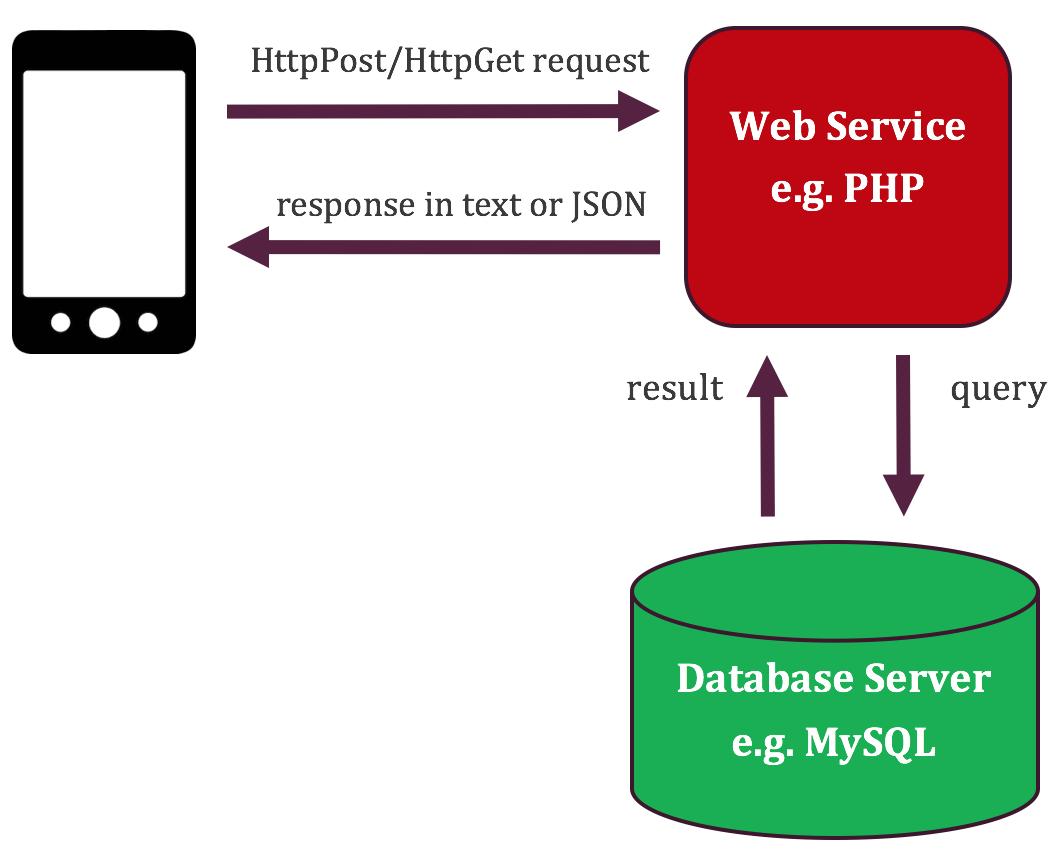 HttpPost/HttpGet request
Web Service
e.g. PHP
response in text or JSON
result
query
Database Server
e.g. MySQL